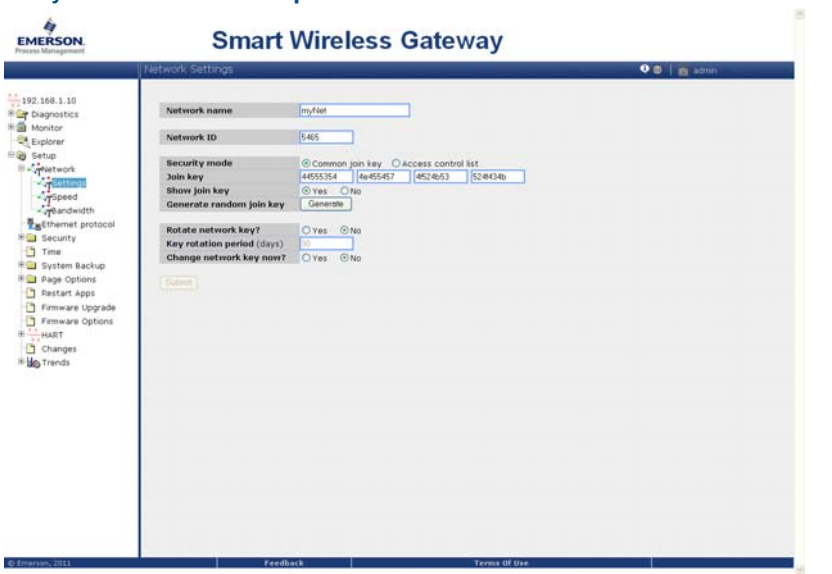 EMERSON.
Process Management
Smart Wireless Gateway
Network Settings
admin
192.168.1.10
Diagnostics
Monitor
Explorer
Setup
Network
Settings
Speed
Bandwidth
Ethernet protocol
Security
Time
System Backup
Page Options
Restart Apps
Firmware Upgrade
Firmware Options
HART
Changes
Trends
Network name myNet
Network ID 5465
Security mode Common join key Access control list
Join key 44555354 4e455457 4f524b53
Show join key Yes No
Generate random join key Generate
Rotate network key? Yes No
Key rotation period (days) 30
Change network key now? Yes No
Submit
© Emerson, 2011 Feedback Terms Of Use